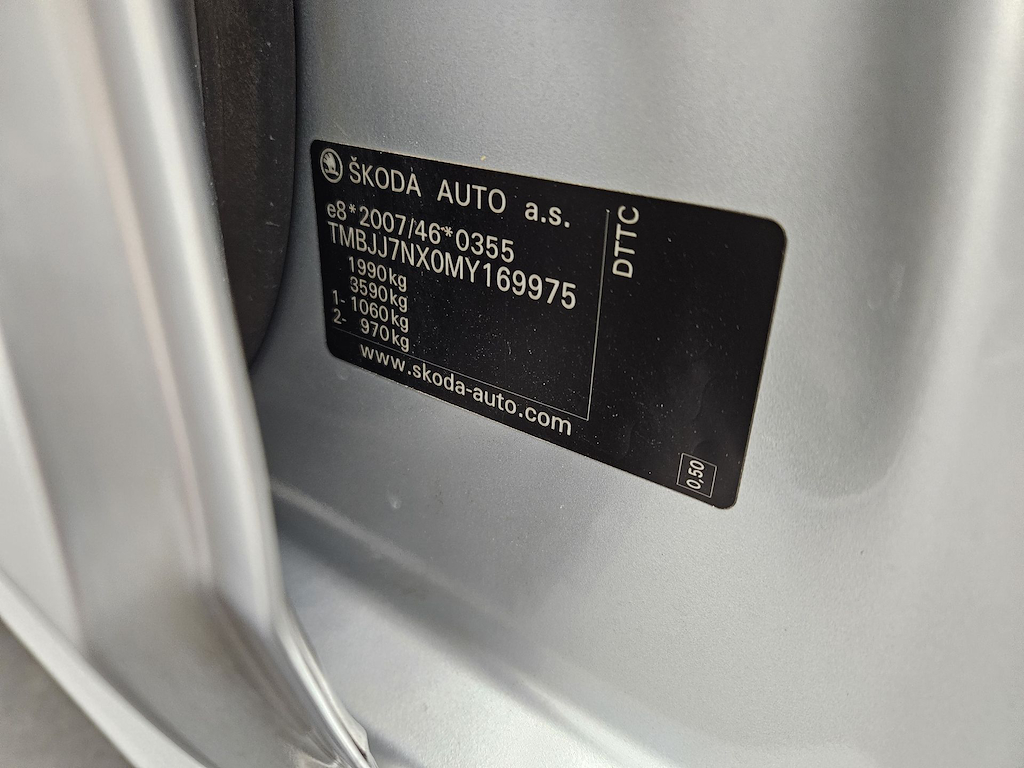 ŠKODA AUTO a.s.
e8*2007/46*0355
TMBJJ7NX0MY169975
1990kg
3590kg
1- 1060kg
2- 970kg
www.skoda-auto.com
DTTC
0,50